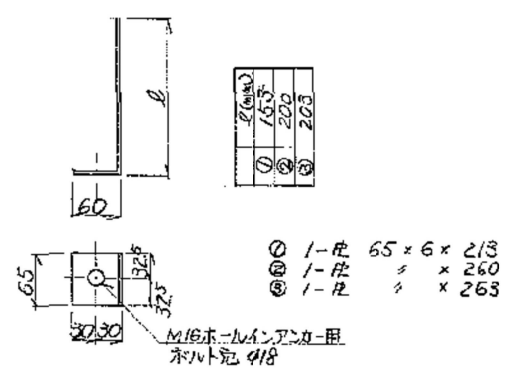 ℓ
60
ℓ(mm)
① 153
② 200
③ 203
65
32.5
32.5
30 30
M16ホールインアンカー用
ボルト孔 φ18
① 1-PL 65 × 6 × 213
② 1-PL 〃 × 260
③ 1-PL 〃 × 263